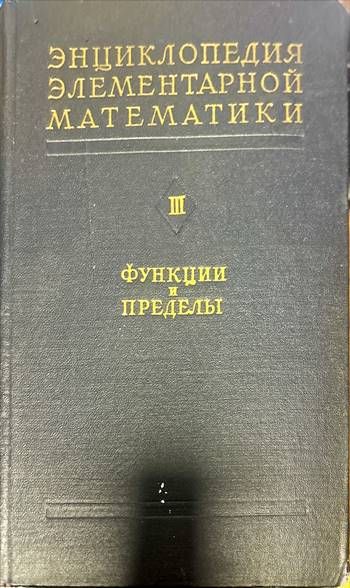 ЭНЦИКЛОПЕДИЯ
ЭЛЕМЕНТАРНОЙ
МАТЕМАТИКИ
III
ФУНКЦИИ
И
ПРЕДЕЛЫ